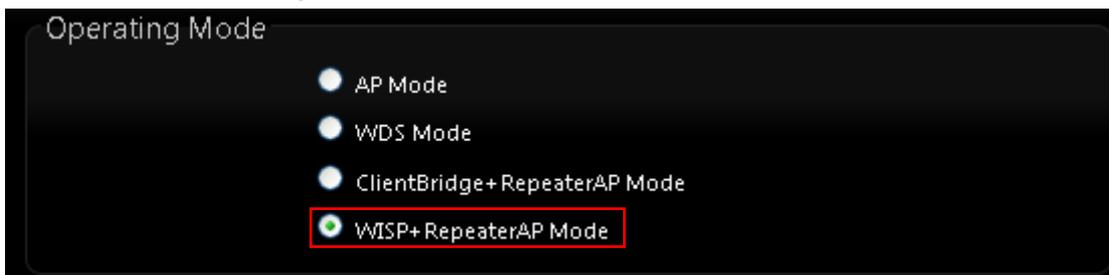 Operating Mode
AP Mode
WDS Mode
ClientBridge+RepeaterAP Mode
WISP+RepeaterAP Mode